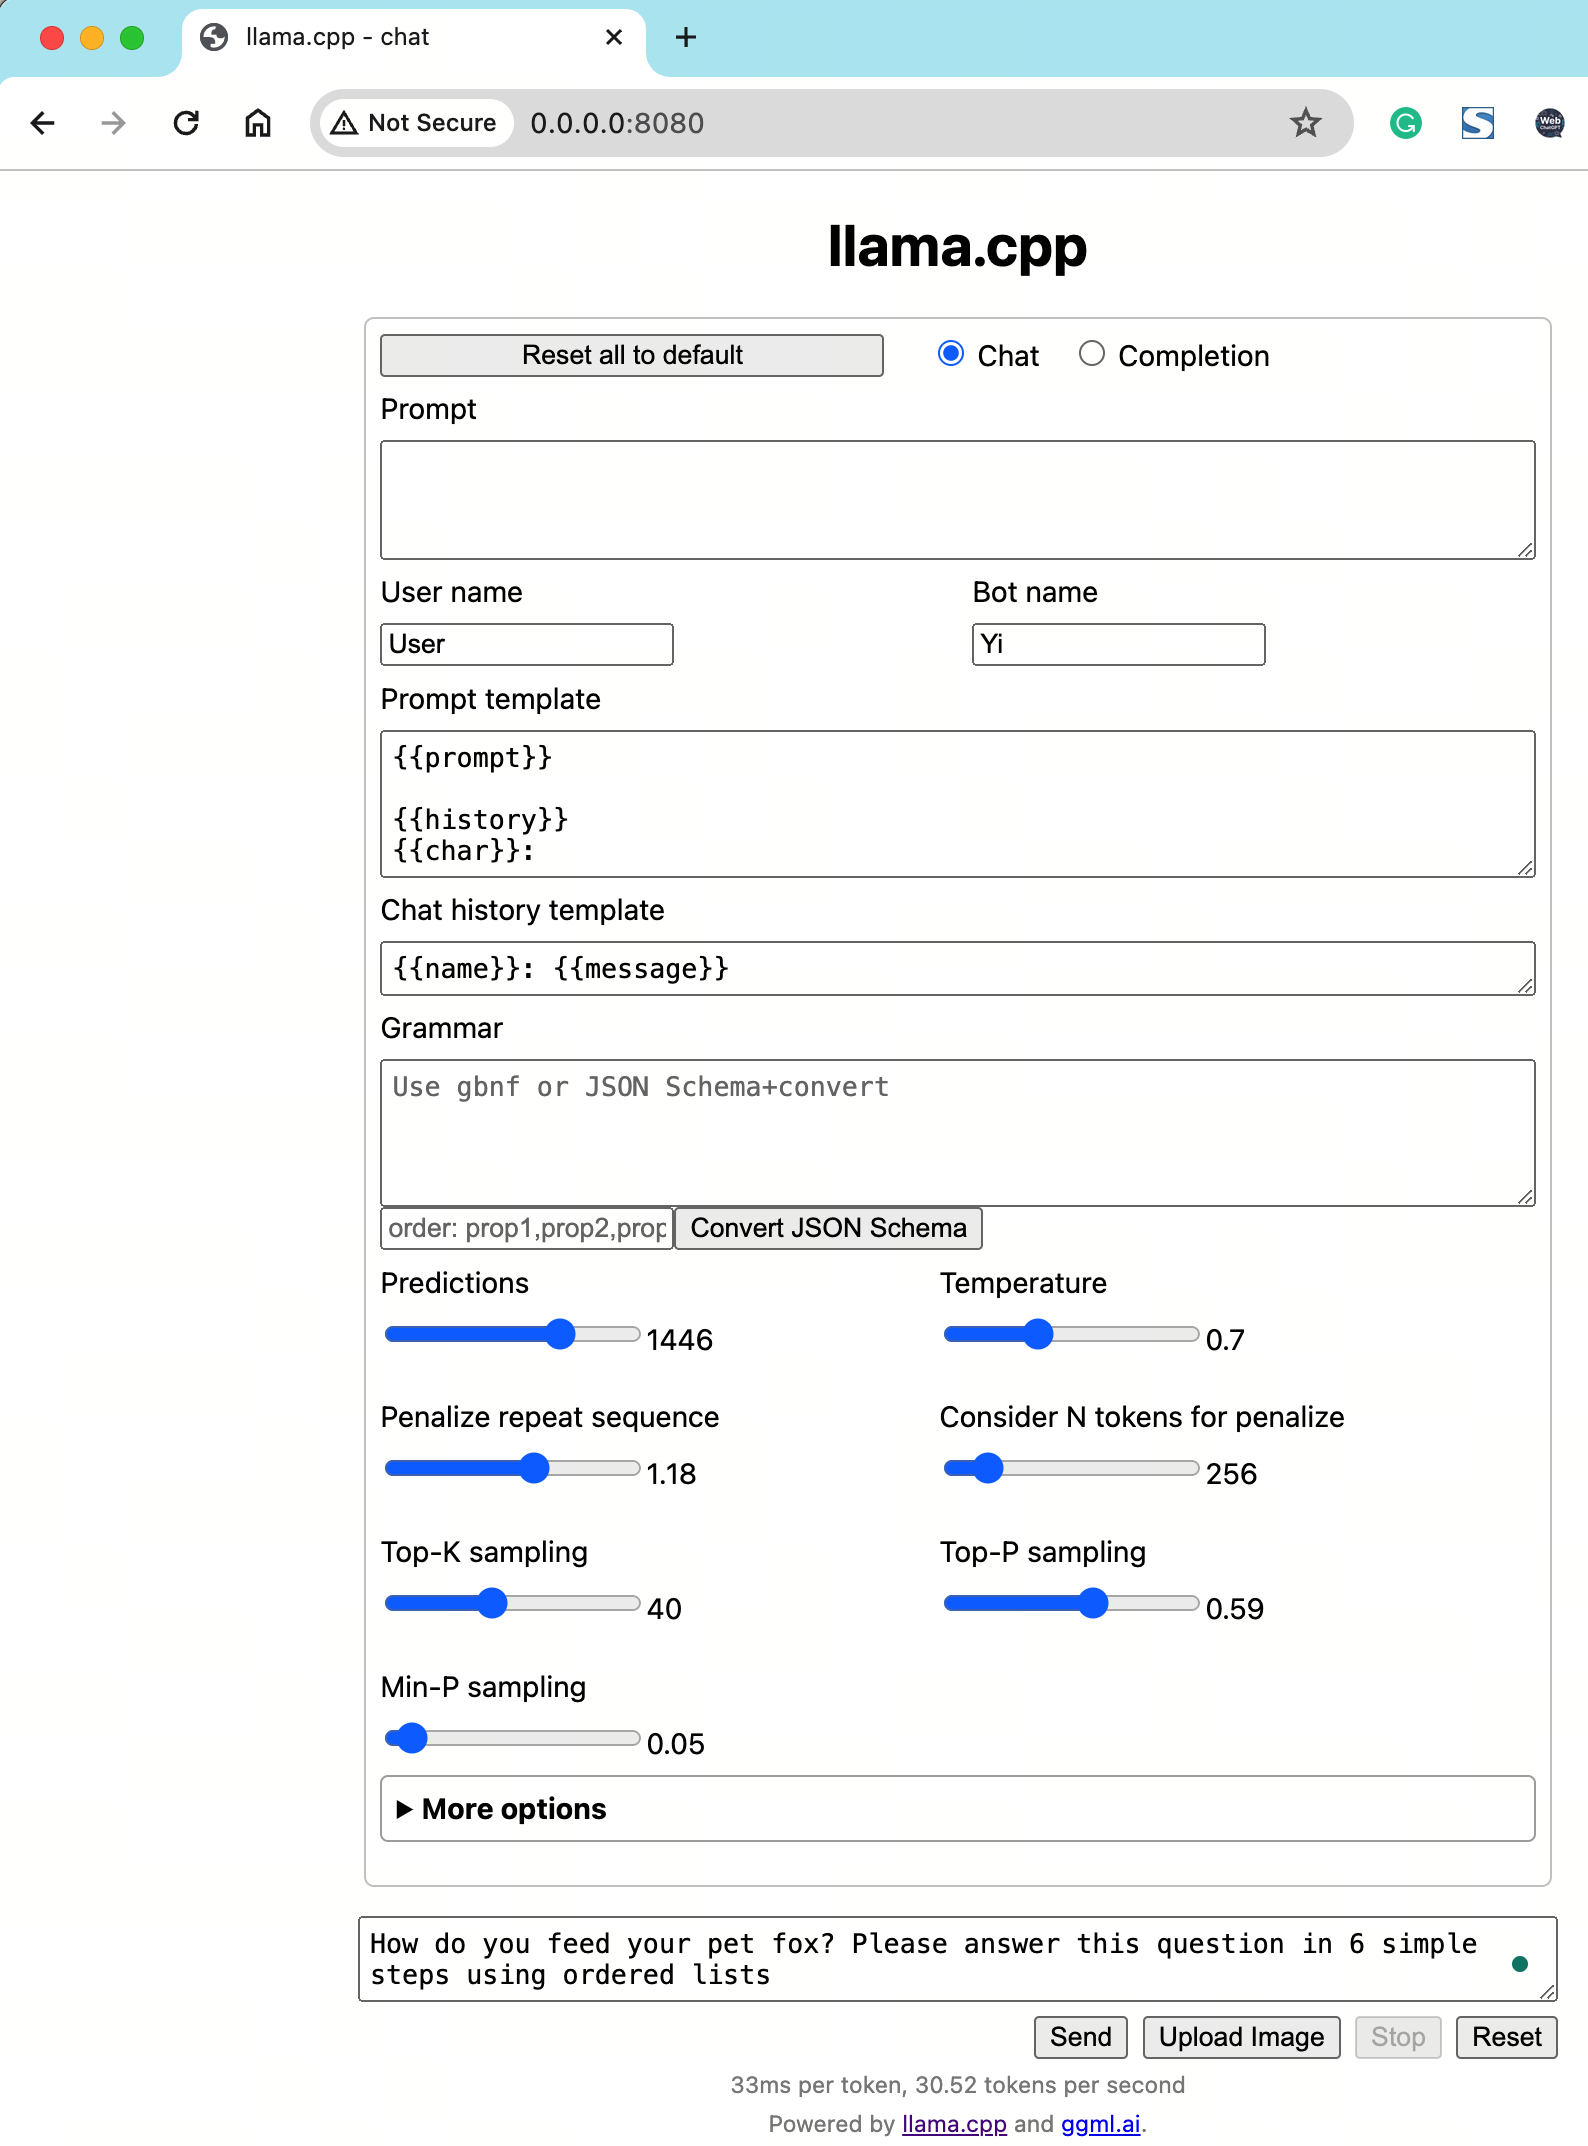 llama.cpp - chat
Not Secure 0.0.0.0:8080
Web
ChatGPT
llama.cpp
Reset all to default Chat Completion
Prompt
User name Bot name
User Yi
Prompt template
{{prompt}}
{{history}}
{{char}}:
Chat history template
{{name}}: {{message}}
Grammar
Use gbnf or JSON Schema+convert
order: prop1,prop2,prop Convert JSON Schema
Predictions Temperature
1446 0.7
Penalize repeat sequence Consider N tokens for penalize
1.18 256
Top-K sampling Top-P sampling
40 0.59
Min-P sampling
0.05
More options
How do you feed your pet fox? Please answer this question in 6 simple
steps using ordered lists
Send Upload Image Stop Reset
33ms per token, 30.52 tokens per second
Powered by llama.cpp and ggml.ai.